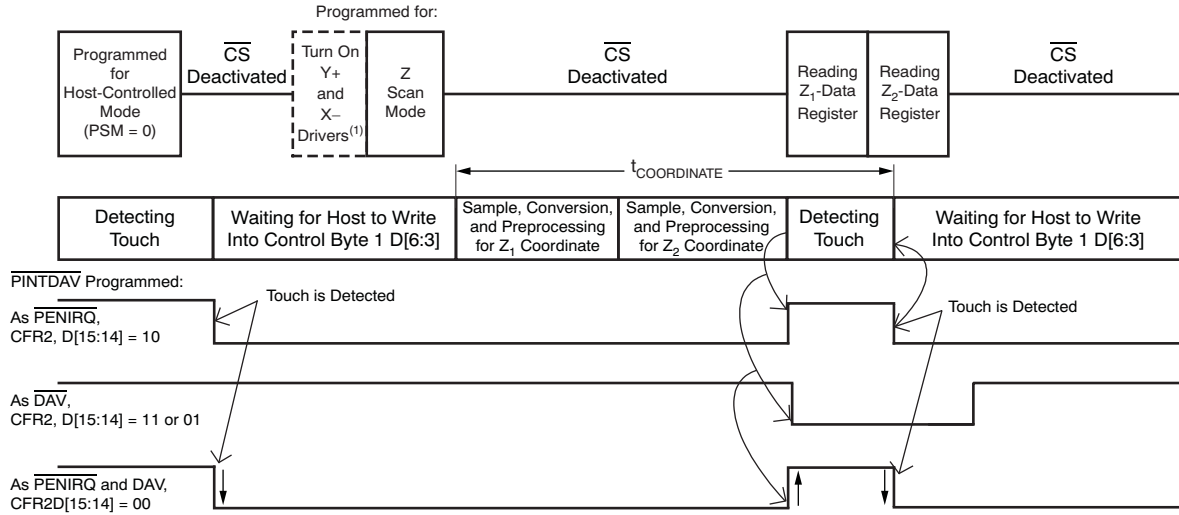 Programmed for:
Programmed
for
Host-Controlled
Mode
(PSM = 0)
CS
Deactivated
Turn On
Y+
and
X–
Drivers(1)
Z
Scan
Mode
CS
Deactivated
Reading
Z1-Data
Register
Reading
Z2-Data
Register
CS
Deactivated
tCOORDINATE
Detecting
Touch
Waiting for Host to Write
Into Control Byte 1 D[6:3]
Sample, Conversion,
and Preprocessing
for Z1 Coordinate
Sample, Conversion,
and Preprocessing
for Z2 Coordinate
Detecting
Touch
Waiting for Host to Write
Into Control Byte 1 D[6:3]
PINTDAV Programmed:
Touch is Detected
Touch is Detected
As PENIRQ,
CFR2, D[15:14] = 10
As DAV,
CFR2, D[15:14] = 11 or 01
As PENIRQ and DAV,
CFR2D[15:14] = 00